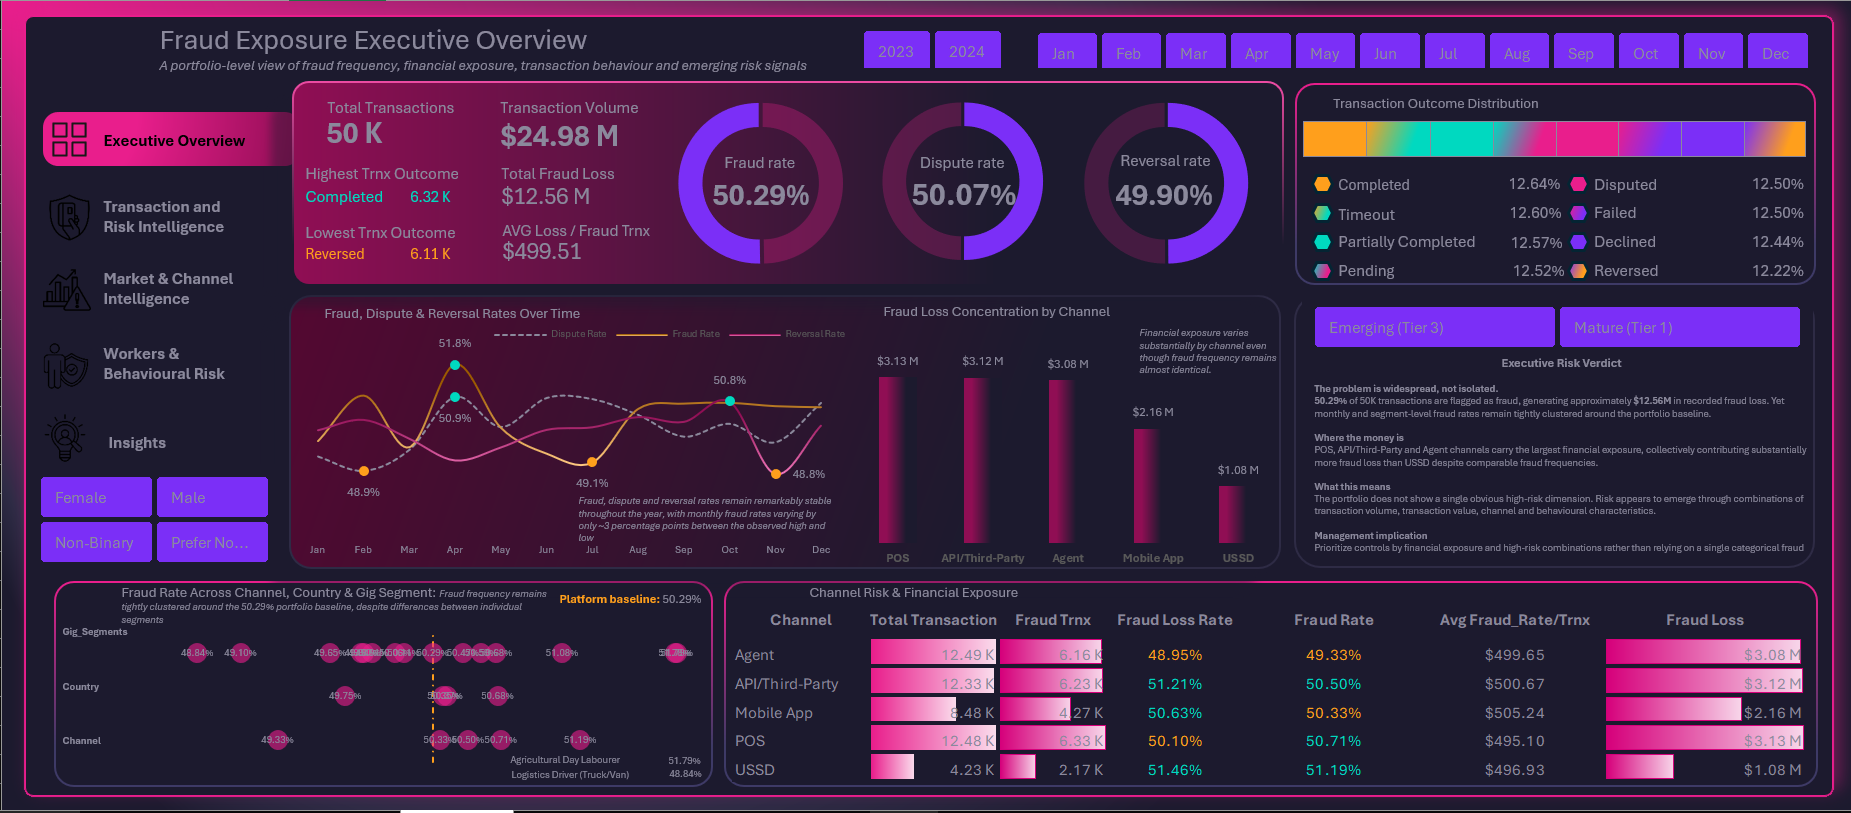 Fraud Exposure Executive Overview
A portfolio-level view of fraud frequency, financial exposure, transaction behaviour and emerging risk signals
2023
2024
Jan
Feb
Mar
Apr
May
Jun
Jul
Aug
Sep
Oct
Nov
Dec
Executive Overview
Transaction and
Risk Intelligence
Market & Channel
Intelligence
Workers &
Behavioural Risk
Insights
Female
Male
Non-Binary
Prefer No...
Total Transactions
50 K
Transaction Volume
$24.98 M
Highest Trnx Outcome
Completed 6.32 K
Total Fraud Loss
$12.56 M
Lowest Trnx Outcome
Reversed 6.11 K
AVG Loss / Fraud Trnx
$499.51
Fraud rate
50.29%
Dispute rate
50.07%
Reversal rate
49.90%
Transaction Outcome Distribution
Completed 12.64%
Disputed 12.50%
Timeout 12.60%
Failed 12.50%
Partially Completed 12.57%
Declined 12.44%
Pending 12.52%
Reversed 12.22%
Fraud, Dispute & Reversal Rates Over Time
Dispute Rate
Fraud Rate
Reversal Rate
51.8%
50.9%
50.8%
48.9%
49.1%
48.8%
Fraud, dispute and reversal rates remain remarkably stable
throughout the year, with monthly fraud rates varying by
only ~3 percentage points between the observed high and
low
Jan Feb Mar Apr May Jun Jul Aug Sep Oct Nov Dec
Fraud Loss Concentration by Channel
Financial exposure varies
substantially by channel even
though fraud frequency remains
almost identical.
$3.13 M
$3.12 M
$3.08 M
$2.16 M
$1.08 M
POS API/Third-Party Agent Mobile App USSD
Emerging (Tier 3)
Mature (Tier 1)
Executive Risk Verdict
The problem is widespread, not isolated.
50.29% of 50K transactions are flagged as fraud, generating approximately $12.56M in recorded fraud loss. Yet
monthly and segment-level fraud rates remain tightly clustered around the portfolio baseline.
Where the money is
POS, API/Third-Party and Agent channels carry the largest financial exposure, collectively contributing substantially
more fraud loss than USSD despite comparable fraud frequencies.
What this means
The portfolio does not show a single obvious high-risk dimension. Risk appears to emerge through combinations of
transaction volume, transaction value, channel and behavioural characteristics.
Management implication
Prioritize controls by financial exposure and high-risk combinations rather than relying on a single categorical fraud
Fraud Rate Across Channel, Country & Gig Segment: Fraud frequency remains
tightly clustered around the 50.29% portfolio baseline, despite differences between individual
segments
Platform baseline: 50.29%
Gig_Segments
48.84% 49.10% 49.65% 50.29% 51.08%
Country
49.75% 50.68%
Channel
49.33% 50.33% 50.50% 50.71% 51.19%
Agricultural Day Labourer 51.79%
Logistics Driver (Truck/Van) 48.84%
Channel Risk & Financial Exposure
Channel Total Transaction Fraud Trnx Fraud Loss Rate Fraud Rate Avg Fraud_Rate/Trnx Fraud Loss
Agent 12.49 K 6.16 K 48.95% 49.33% $499.65 $3.08 M
API/Third-Party 12.33 K 6.23 K 51.21% 50.50% $500.67 $3.12 M
Mobile App 8.48 K 4.27 K 50.63% 50.33% $505.24 $2.16 M
POS 12.48 K 6.33 K 50.10% 50.71% $495.10 $3.13 M
USSD 4.23 K 2.17 K 51.46% 51.19% $496.93 $1.08 M